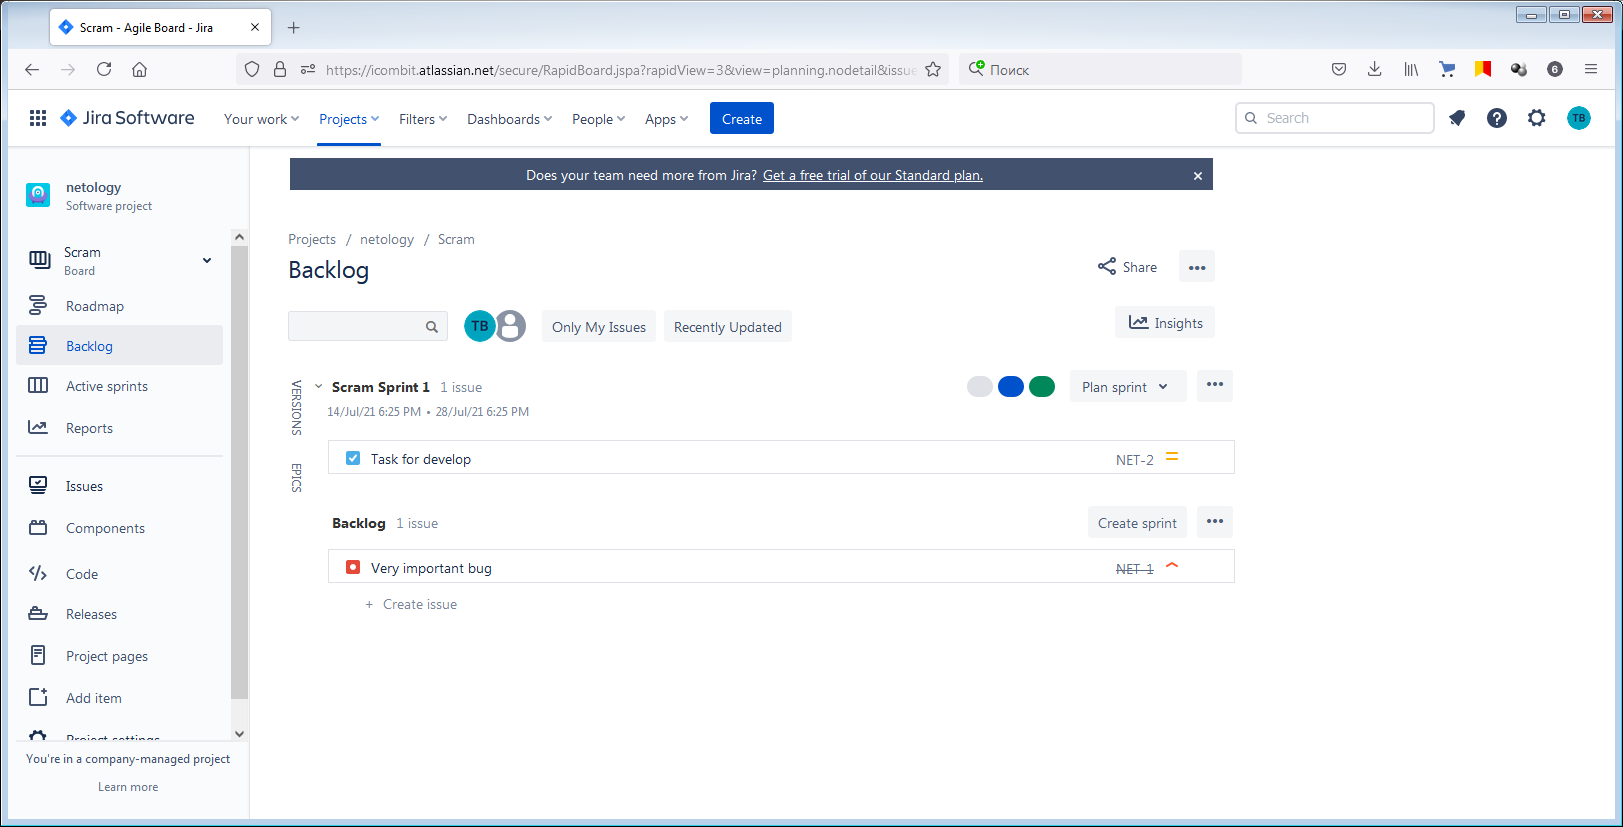 Scram - Agile Board - Jira
https://icombit.atlassian.net/secure/RapidBoard.jspa?rapidView=3&view=planning.nodetail&issue
Поиск
6
Jira Software
Your work
Projects
Filters
Dashboards
People
Apps
Create
Search
TB
Does your team need more from Jira? Get a free trial of our Standard plan.
netology
Software project
Scram
Board
Roadmap
Backlog
Active sprints
Reports
Issues
Components
Code
Releases
Project pages
Add item
Project settings
You're in a company-managed project
Learn more
Projects / netology / Scram
Backlog
Share
TB
Only My Issues
Recently Updated
Insights
VERSIONS
EPICS
Scram Sprint 1 1 issue
Plan sprint
14/Jul/21 6:25 PM • 28/Jul/21 6:25 PM
Task for develop
NET-2
Backlog 1 issue
Create sprint
Very important bug
NET-1
+ Create issue